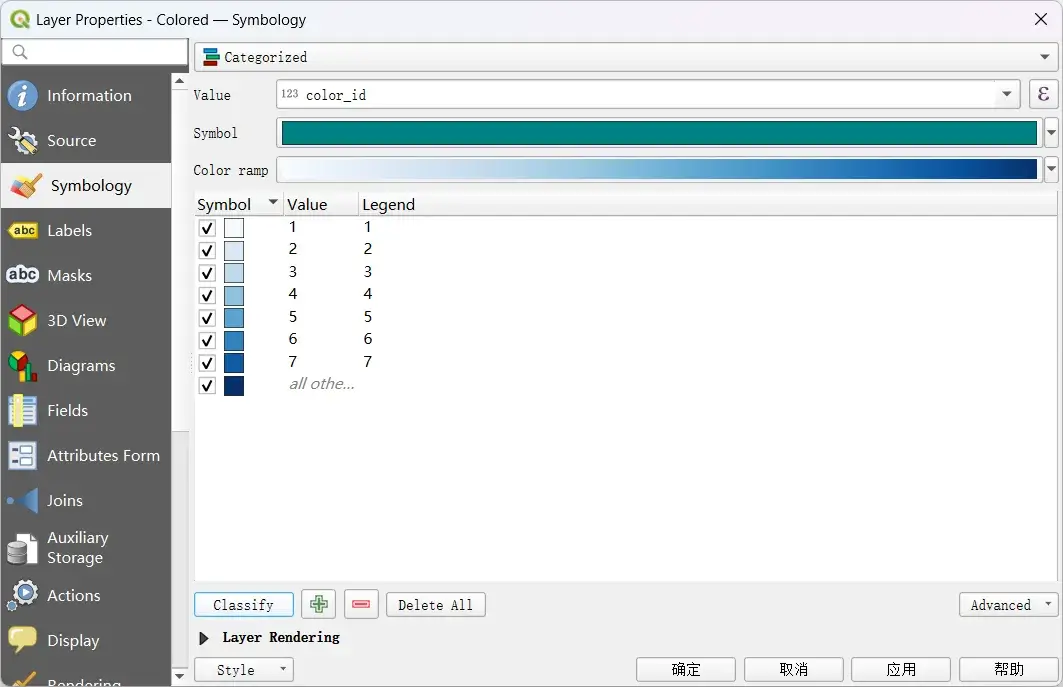 Layer Properties - Colored — Symbology
Categorized
Information
Value
123 color_id
ε
Source
Symbol
Symbology
Color ramp
Symbol Value Legend
1 1
Labels
2 2
abc Masks
3 3
4 4
3D View
5 5
6 6
Diagrams
7 7
all othe...
Fields
Attributes Form
Joins
Auxiliary
Storage
Actions
Classify
Delete All
Advanced
Display
Layer Rendering
Rendering
Style
确定
取消
应用
帮助